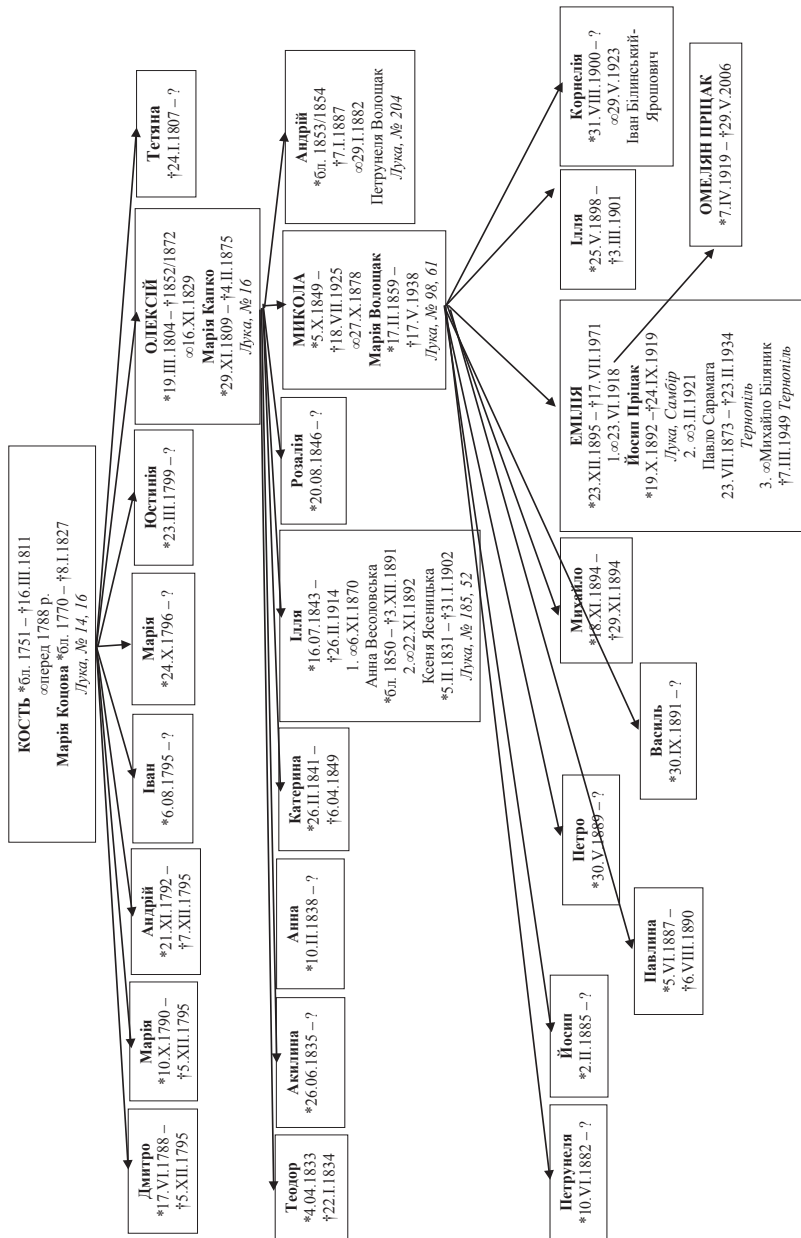 КОСТЬ *бл. 1751 – †16.III.1811
∞перед 1788 р.
Марія Коцова *бл. 1770 – †8.I.1827
Лука, № 14, 16
Дмитро
*17.VI.1788 –
†5.XII.1795
Марія
*10.X.1790 –
†5.XII.1795
Андрій
*21.XI.1792 –
†7.XII.1795
Іван
*6.08.1795 – ?
Марія
*24.X.1796 – ?
Юстинія
*23.III.1799 – ?
ОЛЕКСІЙ
*19.III.1804 – †1852/1872
∞16.XI.1829
Марія Капко
*29.XI.1809 – †4.II.1875
Лука, № 16
Тетяна
†24.I.1807 – ?
Теодор
*4.04.1833
†22.I.1834
Акилина
*26.06.1835 – ?
Анна
*10.II.1838 – ?
Катерина
*26.II.1841 –
†6.04.1849
Ілля
*16.07.1843 –
†26.II.1914
1. ∞6.XI.1870
Анна Весоловська
*бл. 1850 – †3.XII.1891
2.∞22.XI.1892
Ксеня Ясеницька
*5.II.1831 – †31.I.1902
Лука, № 185, 52
Розалія
*20.08.1846 – ?
МИКОЛА
*5.X.1849 –
†18.VII.1925
∞27.X.1878
Марія Волощак
*17.II.1859 –
†17.V.1938
Лука, № 98, 61
Андрій
*бл. 1853/1854
†7.I.1887
∞29.I.1882
Петрунеля Волощак
Лука, № 204
Петрунеля
*10.VI.1882 – ?
Йосип
*2.II.1885 – ?
Павлина
*5.VI.1887 –
†6.VIII.1890
Петро
*30.V.1889 – ?
Василь
*30.IX.1891 – ?
Михайло
*18.XI.1894 –
†29.XI.1894
ЕМІЛІЯ
*23.XII.1895 – †17.VII.1971
1.∞23.VI.1918
Йосип Пріцак
*19.X.1892 –†24.IX.1919
Лука, Самбір
2. ∞3.II.1921
Павло Сарамага
23.VII.1873 – †23.II.1934
Тернопіль
3. ∞Михайло Біляник
†7.III.1949 Тернопіль
Ілля
*25.V.1898 –
†3.III.1901
Корнелія
*31.VIII.1900 – ?
∞29.V.1923
Іван Білинський-
Ярошович
ОМЕЛЯН ПРІЦАК
*7.IV.1919 – †29.V.2006